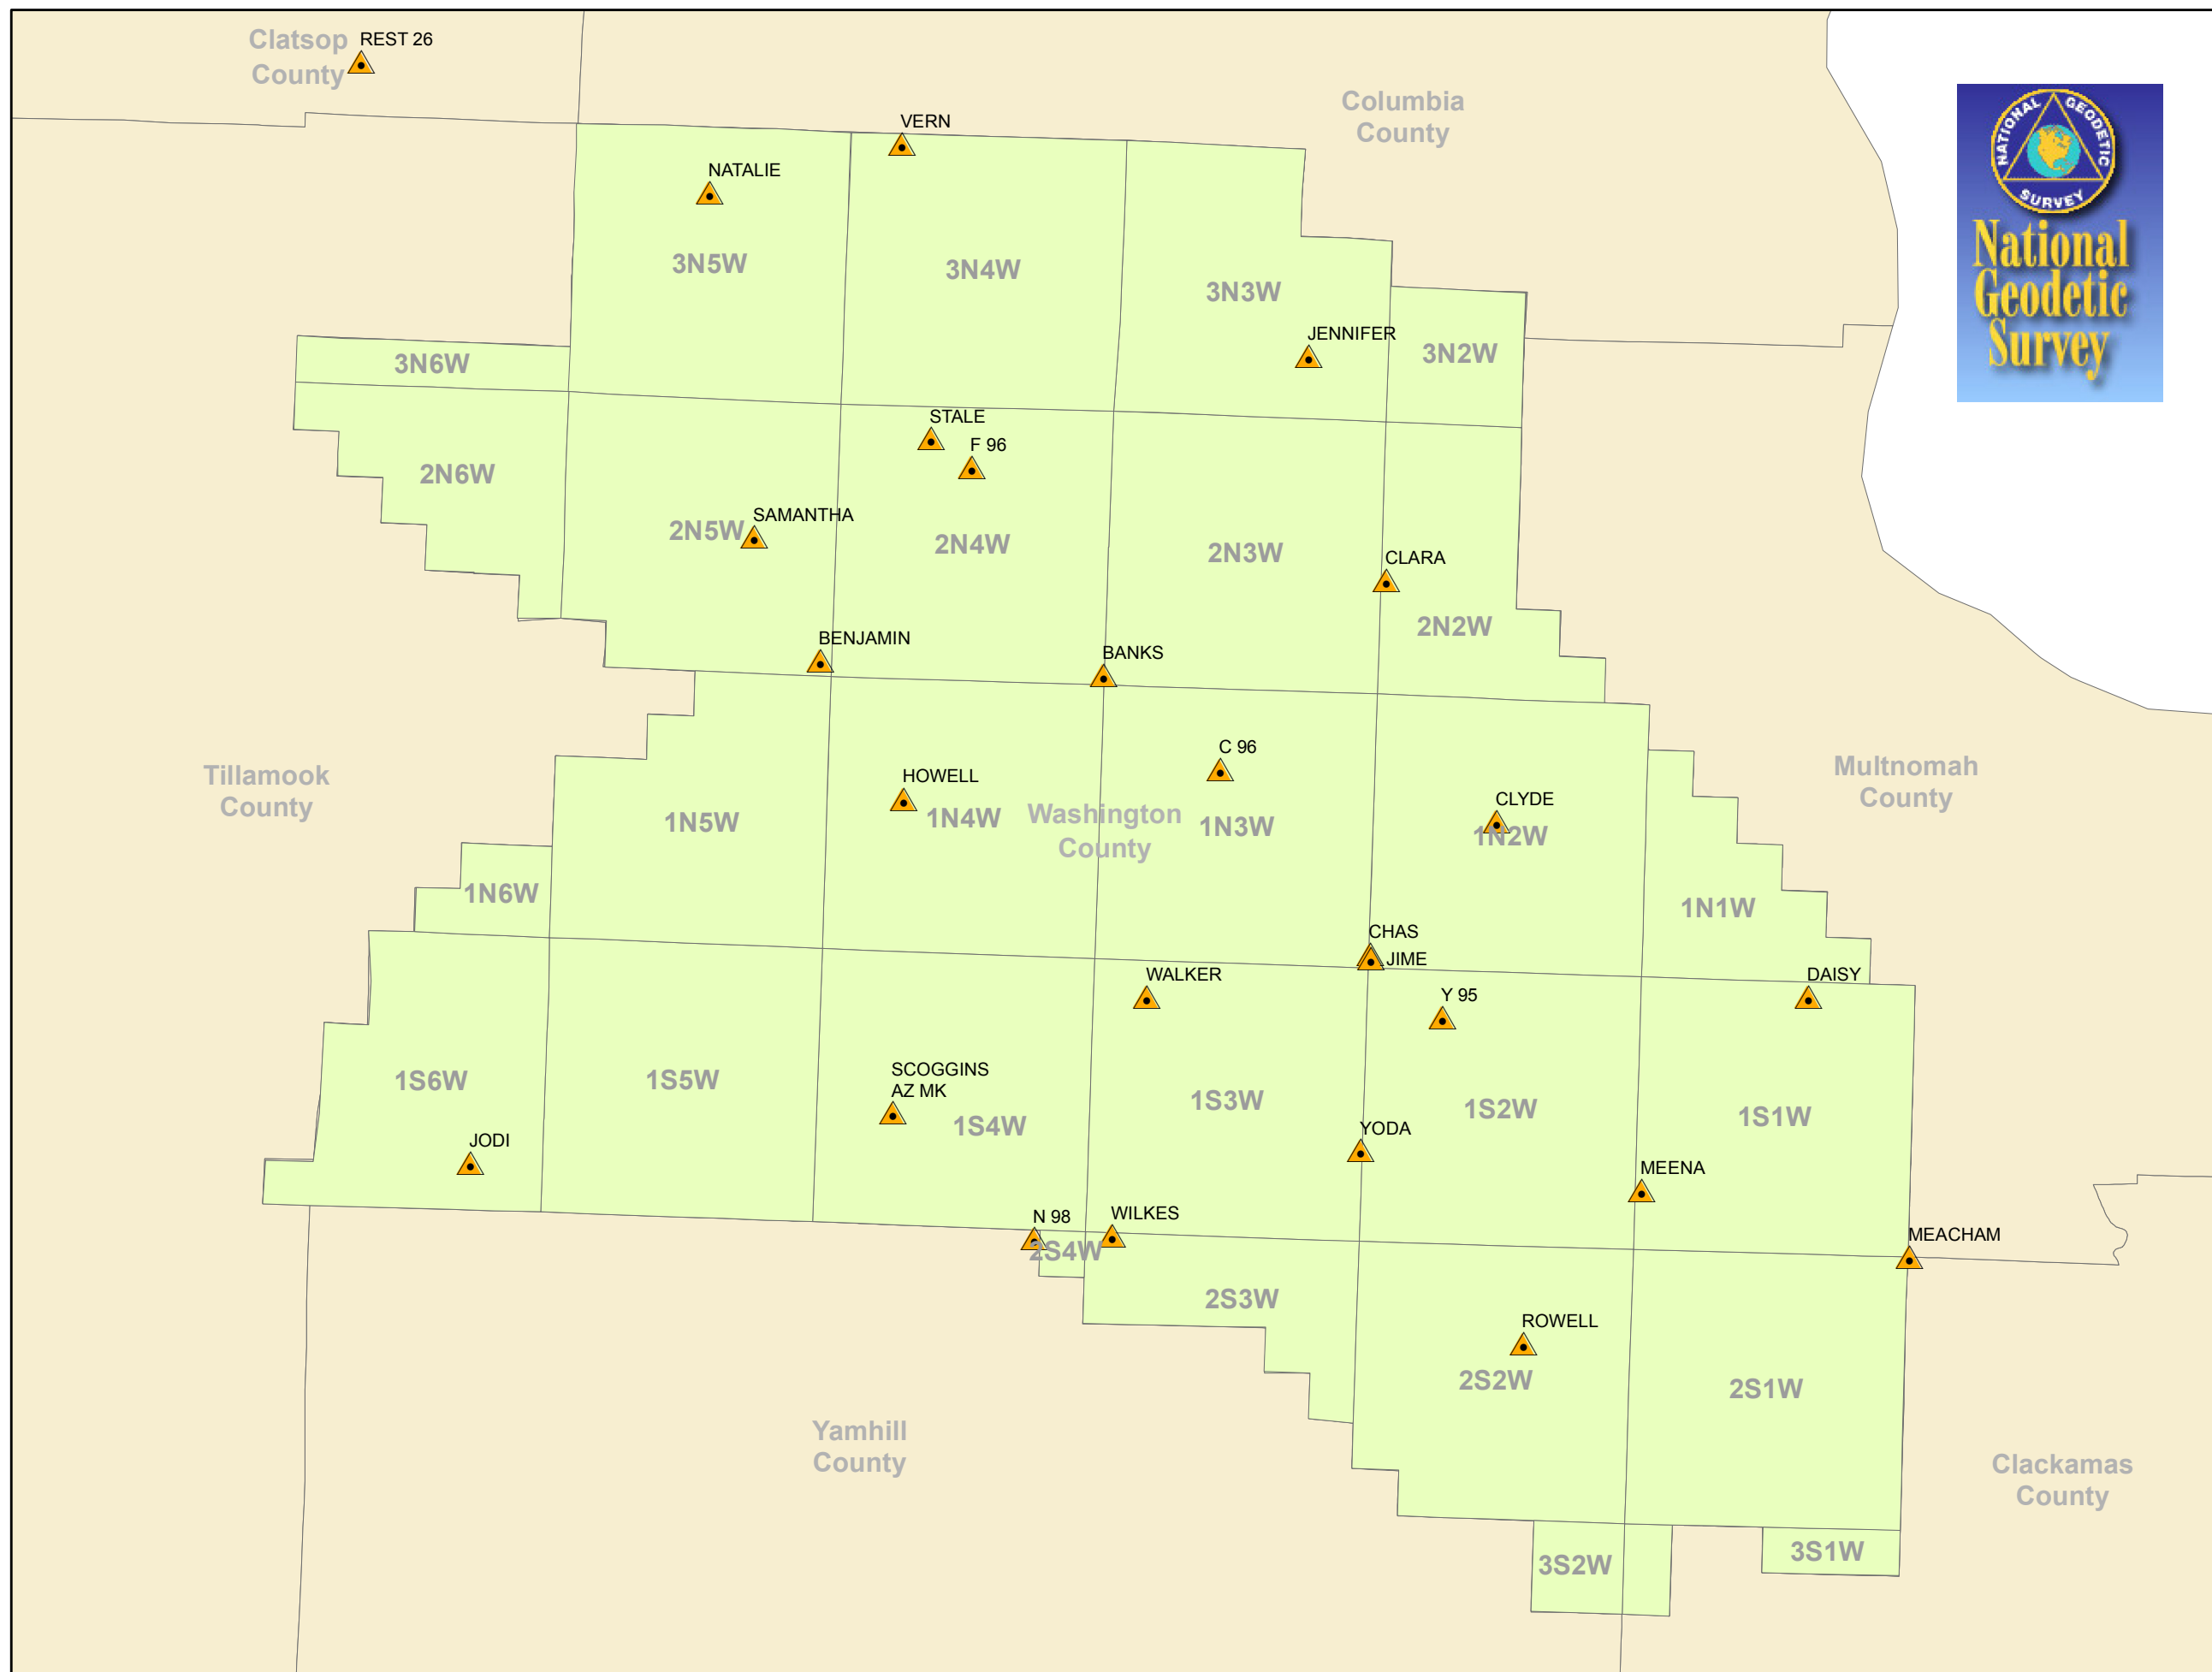 Clatsop
County
REST 26
Columbia
County
VERN
NATALIE
NATIONAL GEODETIC SURVEY
National
Geodetic
Survey
3N5W
3N4W
3N3W
JENNIFER
3N2W
3N6W
STALE
F 96
2N6W
SAMANTHA
2N5W
2N4W
2N3W
CLARA
2N2W
BENJAMIN
BANKS
C 96
Tillamook
County
HOWELL
1N4W
Washington
County
1N3W
CLYDE
1N2W
Multnomah
County
1N5W
1N6W
1N1W
CHAS
JIME
WALKER
DAISY
Y 95
SCOGGINS
AZ MK
1S6W
1S5W
1S4W
1S3W
1S2W
1S1W
JODI
YODA
MEENA
N 98
WILKES
2S4W
MEACHAM
2S3W
ROWELL
2S2W
2S1W
Yamhill
County
Clackamas
County
3S2W
3S1W